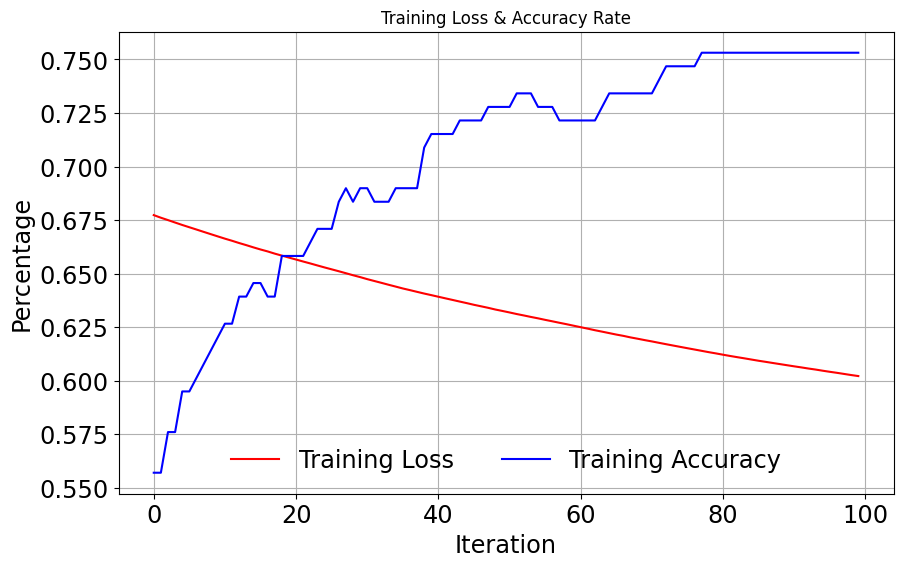 Training Loss & Accuracy Rate
0.750
0.725
0.700
0.675
0.650
0.625
0.600
0.575
0.550
Percentage
Training Loss
Training Accuracy
0 20 40 60 80 100
Iteration